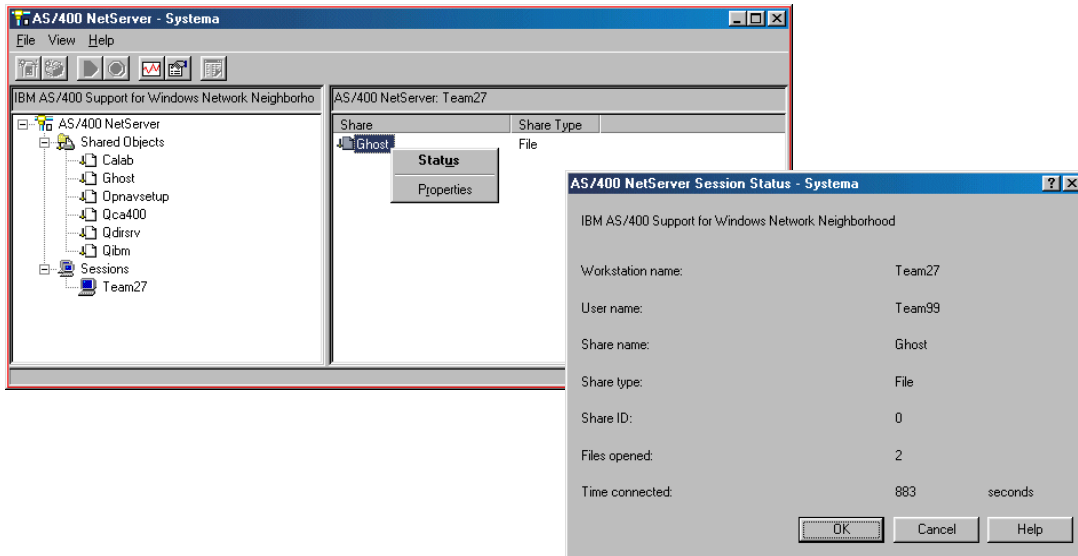 AS/400 NetServer - Systema
File View Help
IBM AS/400 Support for Windows Network Neighborho
AS/400 NetServer: Team27
AS/400 NetServer
Shared Objects
Calab
Ghost
Opnavsetup
Qca400
Qdirsrv
Qibm
Sessions
Team27
Share Share Type
Ghost File
Status
Properties
AS/400 NetServer Session Status - Systema
IBM AS/400 Support for Windows Network Neighborhood
Workstation name: Team27
User name: Team99
Share name: Ghost
Share type: File
Share ID: 0
Files opened: 2
Time connected: 883 seconds
OK Cancel Help